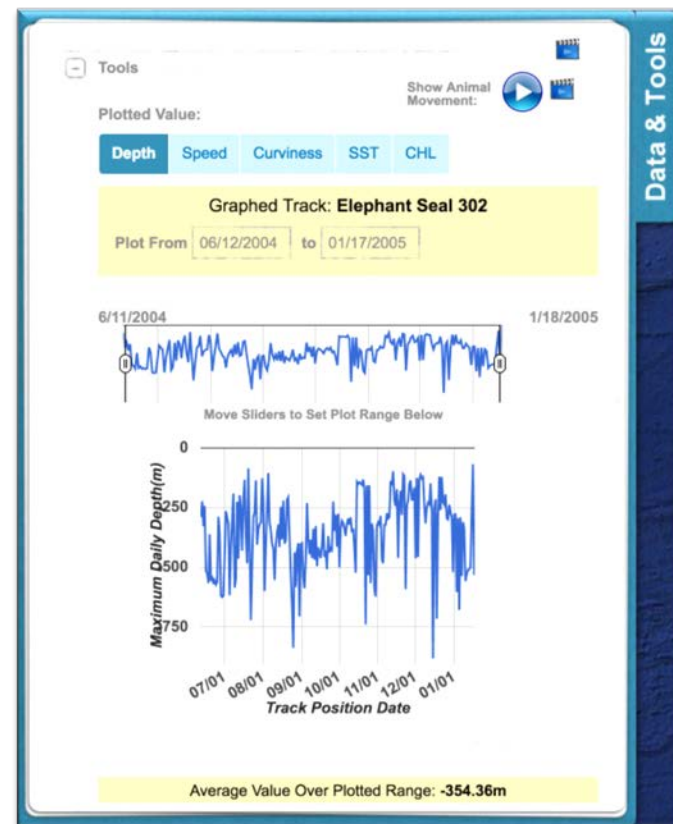 Tools
Show Animal
Movement:
Plotted Value:
Depth Speed Curviness SST CHL
Graphed Track: Elephant Seal 302
Plot From 06/12/2004 to 01/17/2005
6/11/2004 1/18/2005
Move Sliders to Set Plot Range Below
0
250
500
750
Maximum Daily Depth(m)
07/01 08/01 09/01 10/01 11/01 12/01 01/01
Track Position Date
Average Value Over Plotted Range: -354.36m
Data & Tools